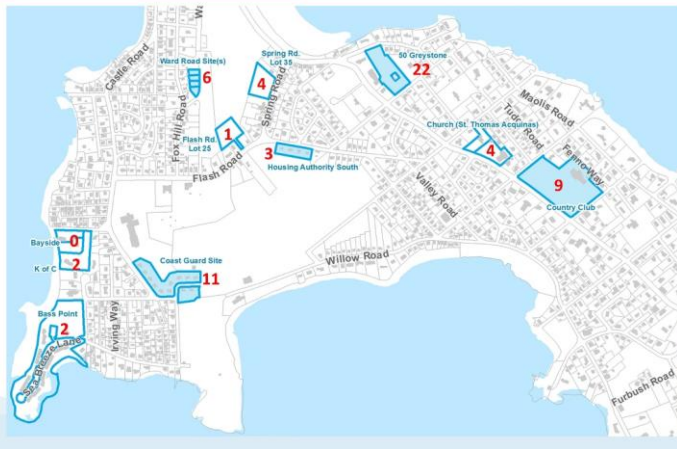 Castle Road
Wa
Ward Road Site(s)
6
Fox Hill Road
Spring Rd.
Lot 35
4
Spring Road
50 Greystone
22
Maolis Road
Tudor Road
Church (St. Thomas Acquinas)
4
Fenno Way
9
Country Club
1
Flash Rd.
Lot 25
Flash Road
3
Housing Authority South
Valley Road
Bayside
0
K of C
2
Coast Guard Site
11
Willow Road
Bass Point
2
Sea Breeze Lane
Irving Way
Furbush Road